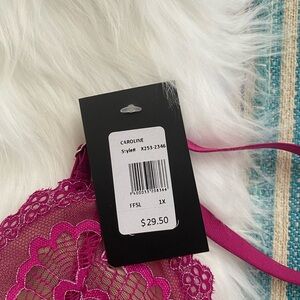 CAROLINE
Style# X253-2346
FFSL 1X
$29.50